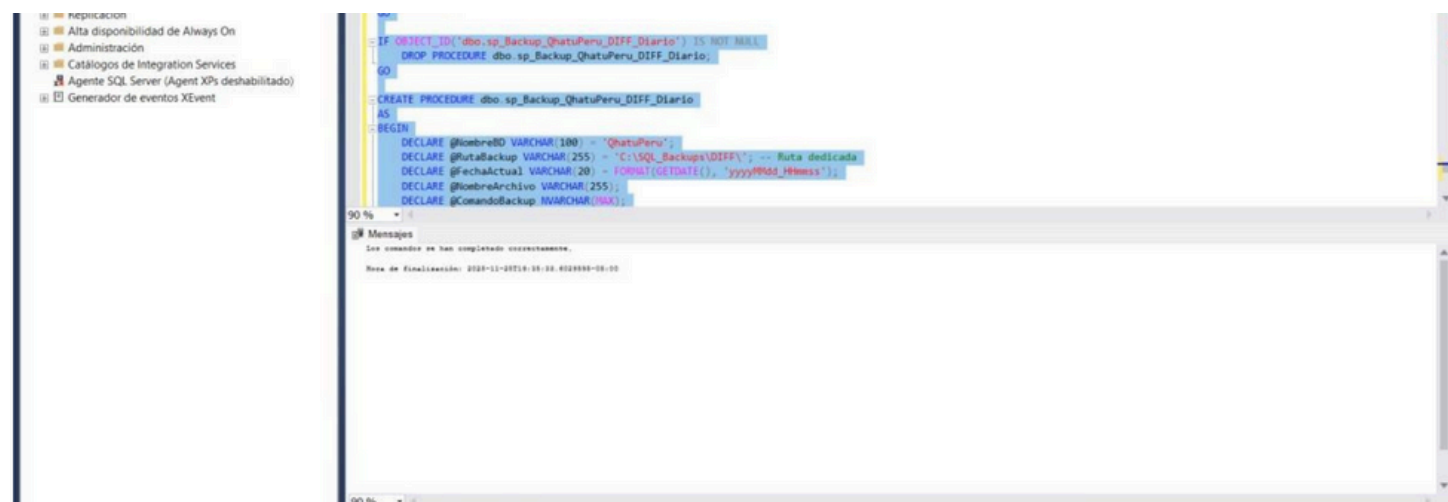 Replicación
Alta disponibilidad de Always On
Administración
Catálogos de Integration Services
Agente SQL Server (Agent XPs deshabilitado)
Generador de eventos XEvent
GO
IF OBJECT_ID('dbo.sp_Backup_QhatuPeru_DIFF_Diario') IS NOT NULL
DROP PROCEDURE dbo.sp_Backup_QhatuPeru_DIFF_Diario;
GO
CREATE PROCEDURE dbo.sp_Backup_QhatuPeru_DIFF_Diario
AS
BEGIN
DECLARE @NombreBD VARCHAR(100) = 'QhatuPeru';
DECLARE @RutaBackup VARCHAR(255) = 'C:\SQL_Backups\DIFF\'; -- Ruta dedicada
DECLARE @FechaActual VARCHAR(20) = FORMAT(GETDATE(), 'yyyyMMdd_HHmmss');
DECLARE @NombreArchivo VARCHAR(255);
DECLARE @ComandoBackup NVARCHAR(MAX);
90 %
Mensajes
Los comandos se han completado correctamente.
Hora de finalización:
90 %